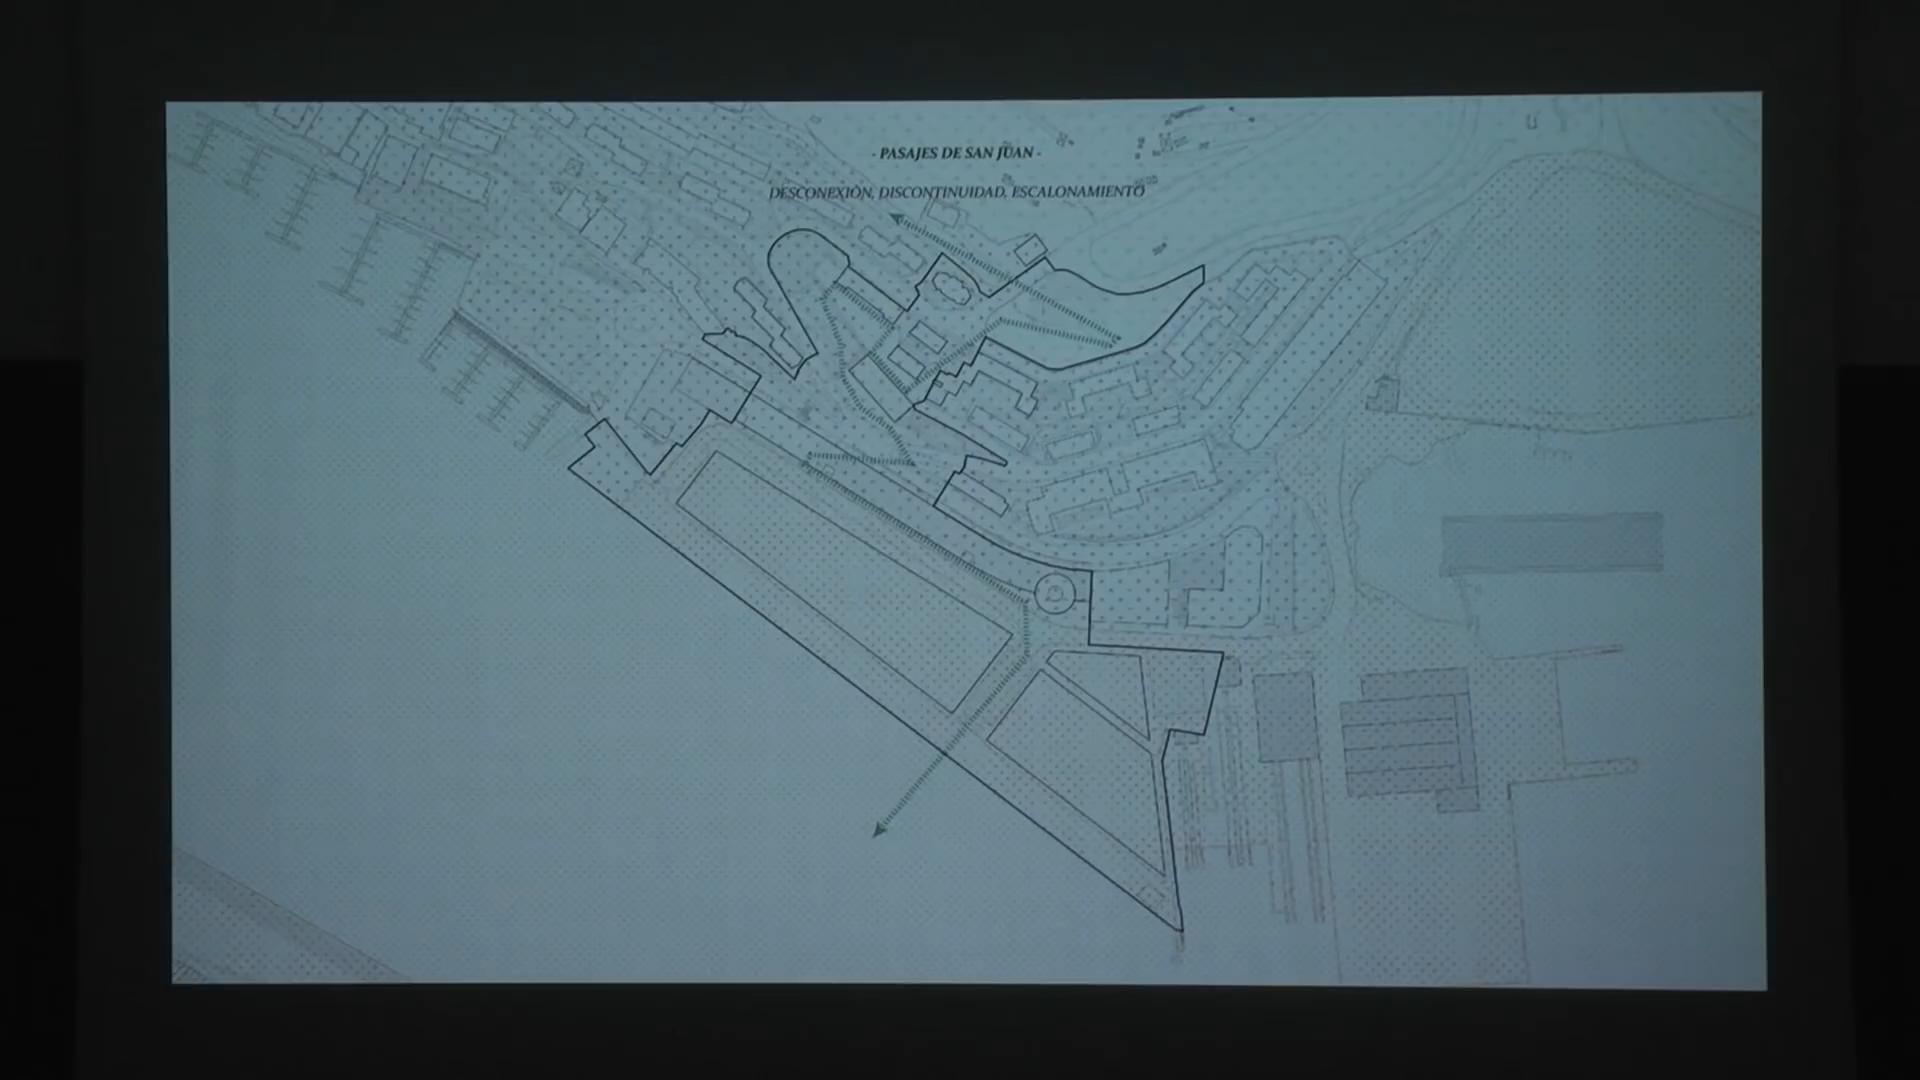 - PASAJES DE SAN JUAN -
DESCONEXIÓN, DISCONTINUIDAD, ESCALONAMIENTO